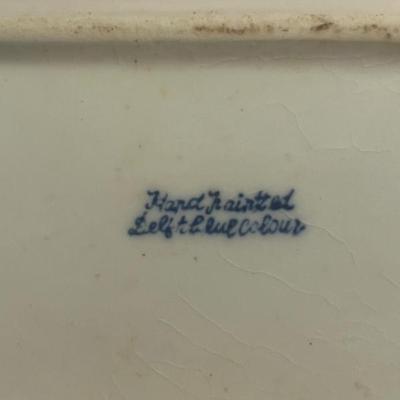 Hand Painted
Delft blue colour